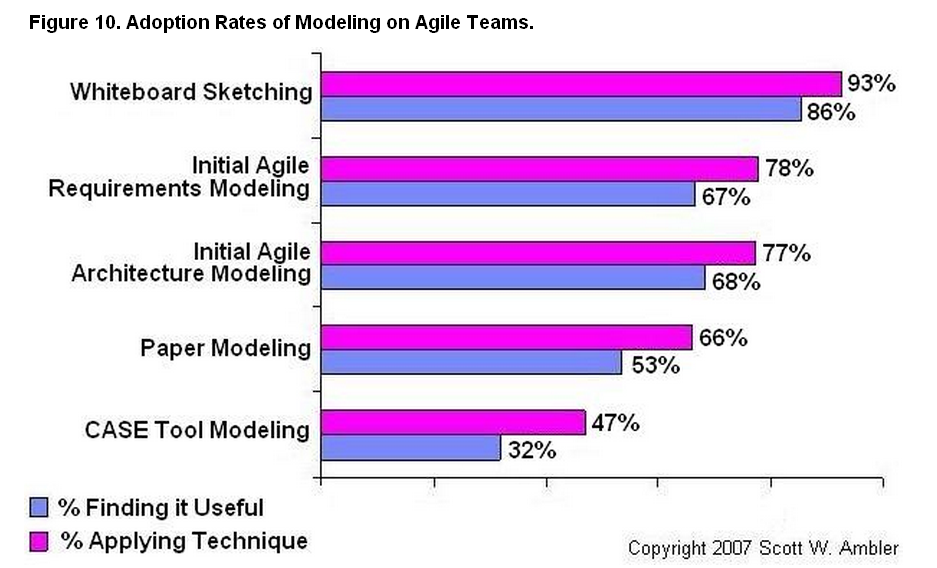 Figure 10. Adoption Rates of Modeling on Agile Teams.
Whiteboard Sketching
93%
86%
Initial Agile
Requirements Modeling
78%
67%
Initial Agile
Architecture Modeling
77%
68%
Paper Modeling
66%
53%
CASE Tool Modeling
47%
32%
% Finding it Useful
% Applying Technique
Copyright 2007 Scott W. Ambler